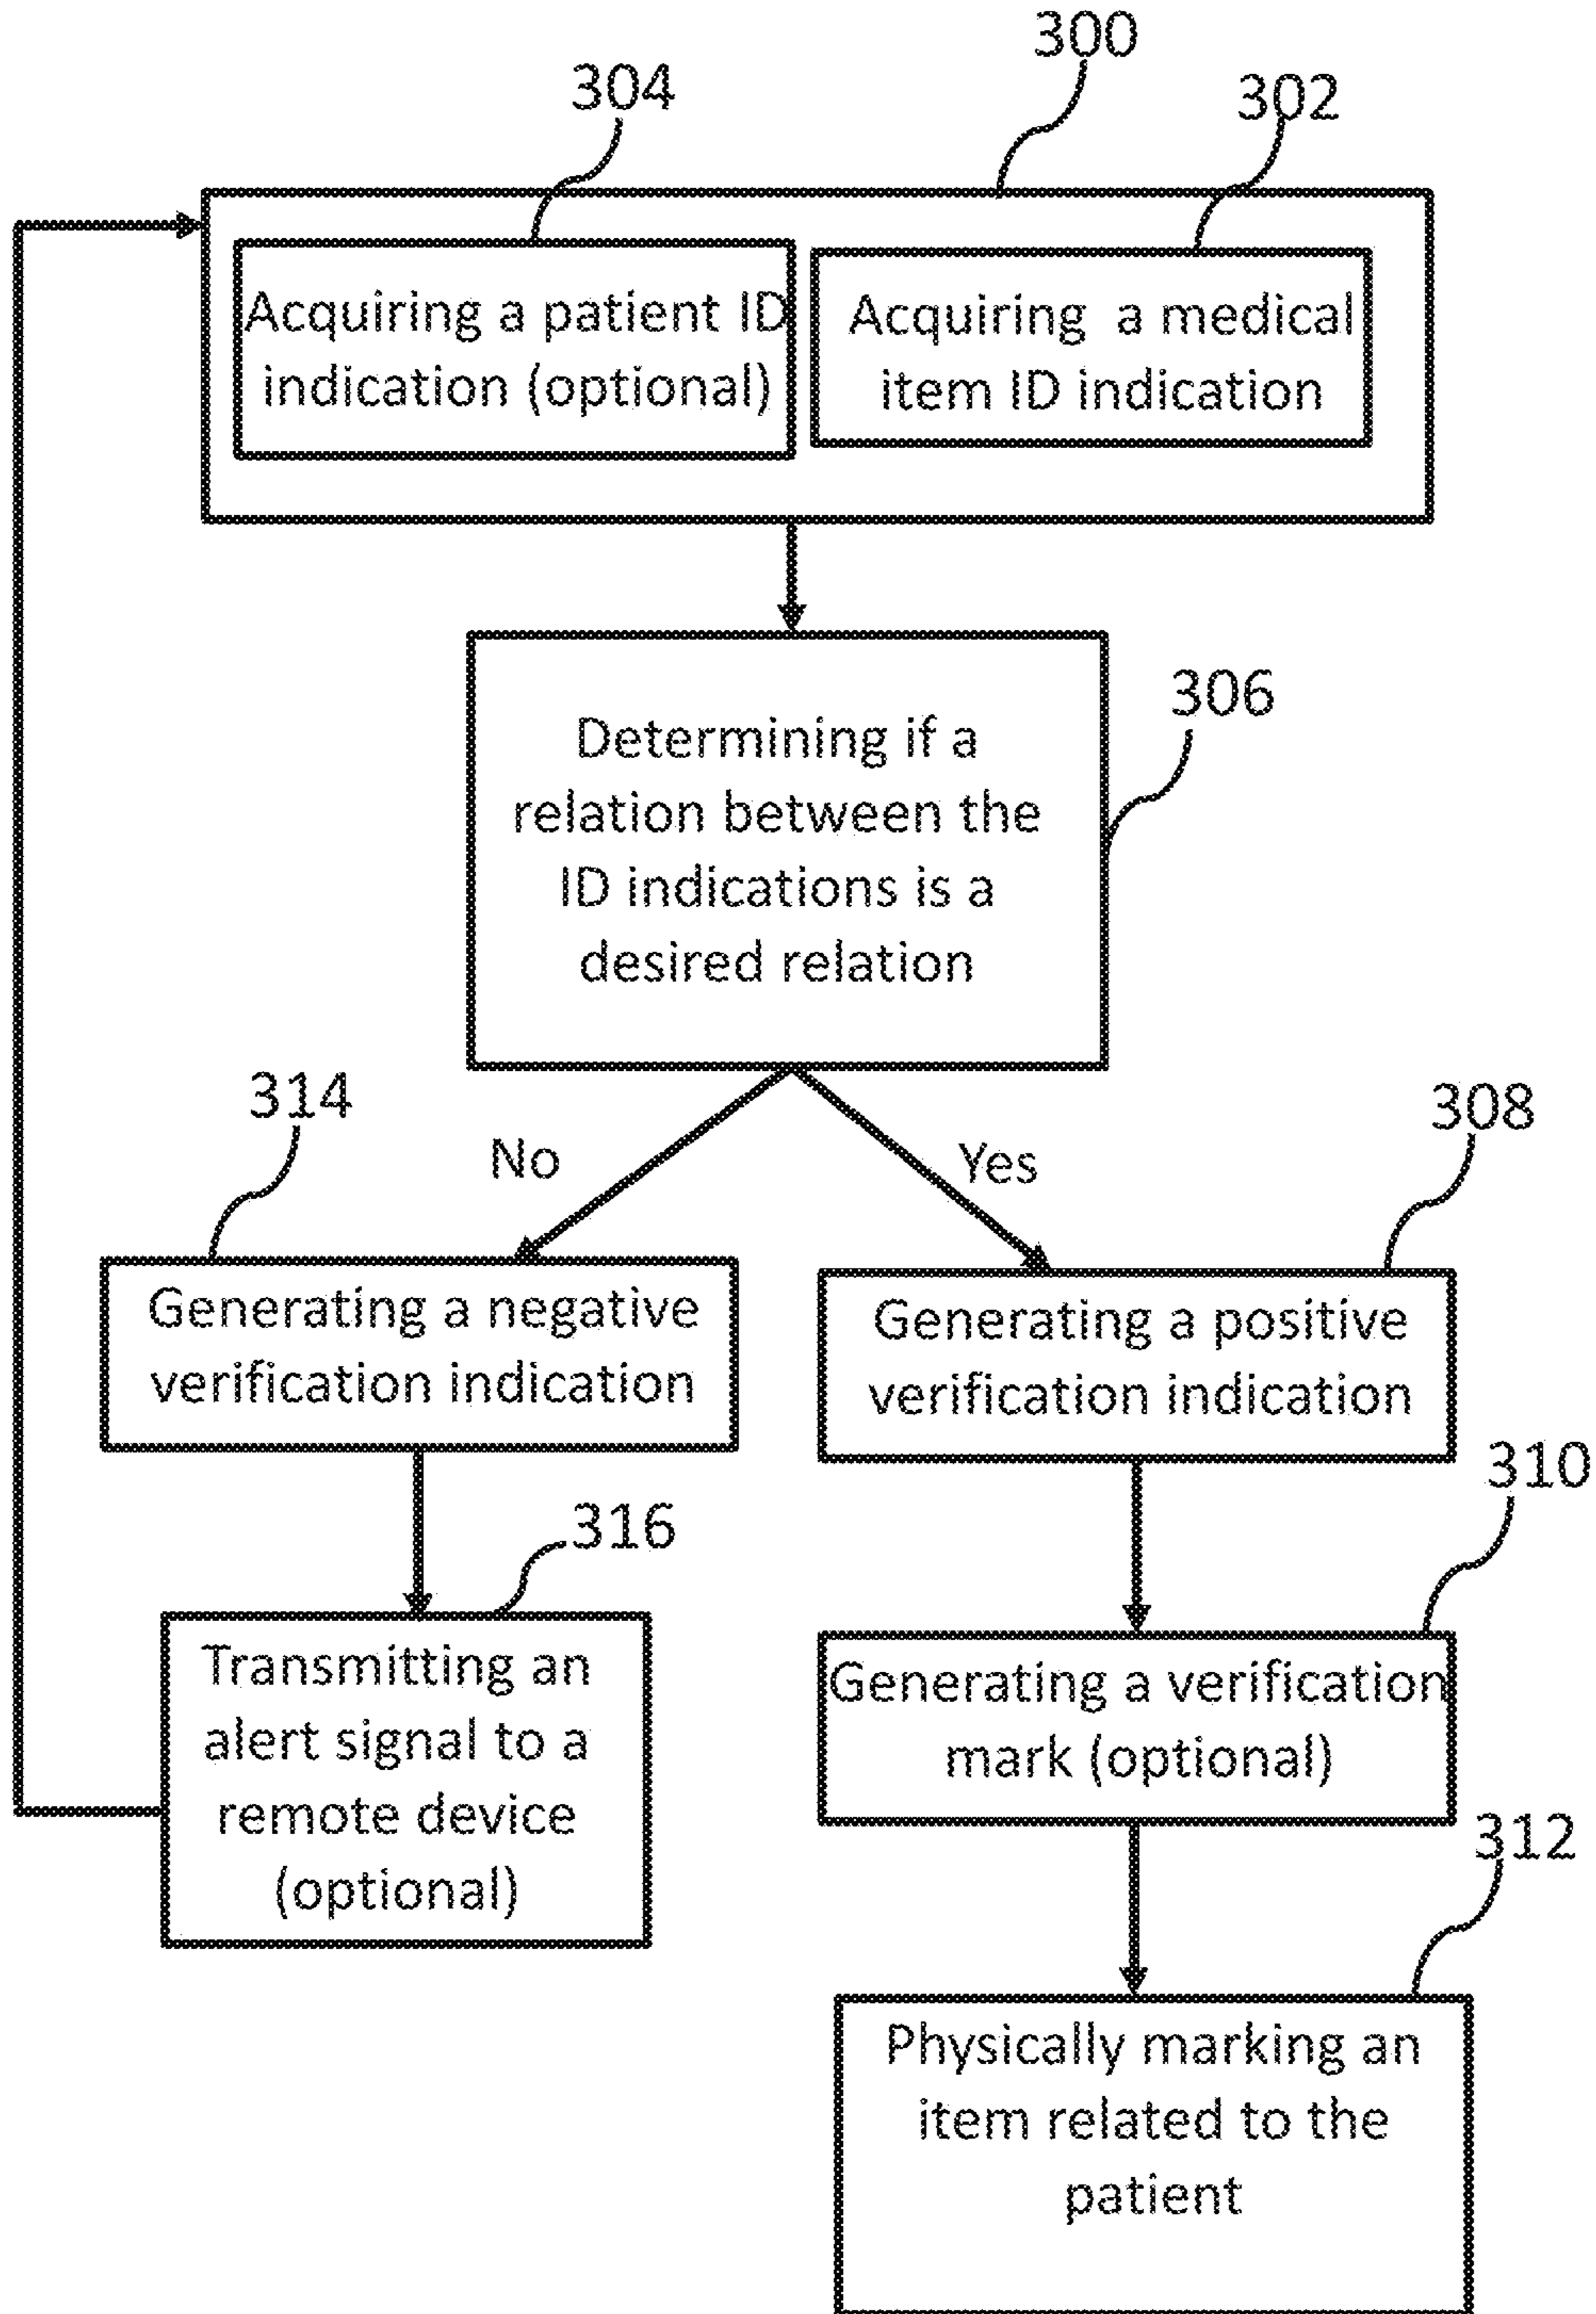 300
304
302
Acquiring a patient ID
indication (optional)
Acquiring a medical
item ID indication
306
Determining if a
relation between the
ID indications is a
desired relation
314
308
No
Yes
Generating a negative
verification indication
Generating a positive
verification indication
310
316
Transmitting an
alert signal to a
remote device
(optional)
Generating a verification
mark (optional)
312
Physically marking an
item related to the
patient